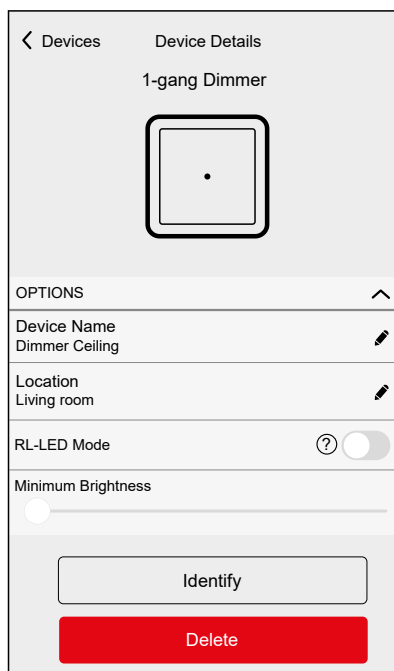 Devices
Device Details
1-gang Dimmer
OPTIONS
Device Name
Dimmer Ceiling
Location
Living room
RL-LED Mode
?
Minimum Brightness
Identify
Delete